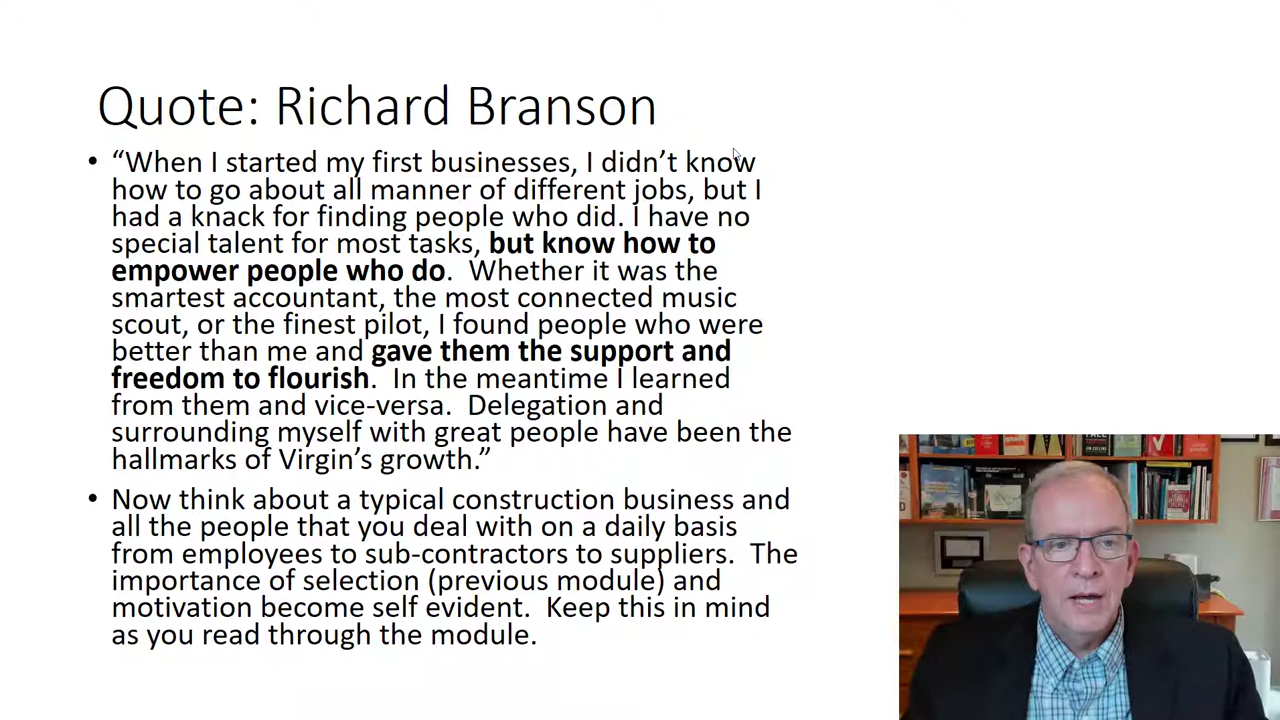 Quote: Richard Branson
• “When I started my first businesses, I didn’t know
how to go about all manner of different jobs, but I
had a knack for finding people who did. I have no
special talent for most tasks, but know how to
empower people who do.  Whether it was the
smartest accountant, the most connected music
scout, or the finest pilot, I found people who were
better than me and gave them the support and
freedom to flourish.  In the meantime I learned
from them and vice-versa.  Delegation and
surrounding myself with great people have been the
hallmarks of Virgin’s growth.”
• Now think about a typical construction business and
all the people that you deal with on a daily basis
from employees to sub-contractors to suppliers.  The
importance of selection (previous module) and
motivation become self evident.  Keep this in mind
as you read through the module.
JIM COLLINS